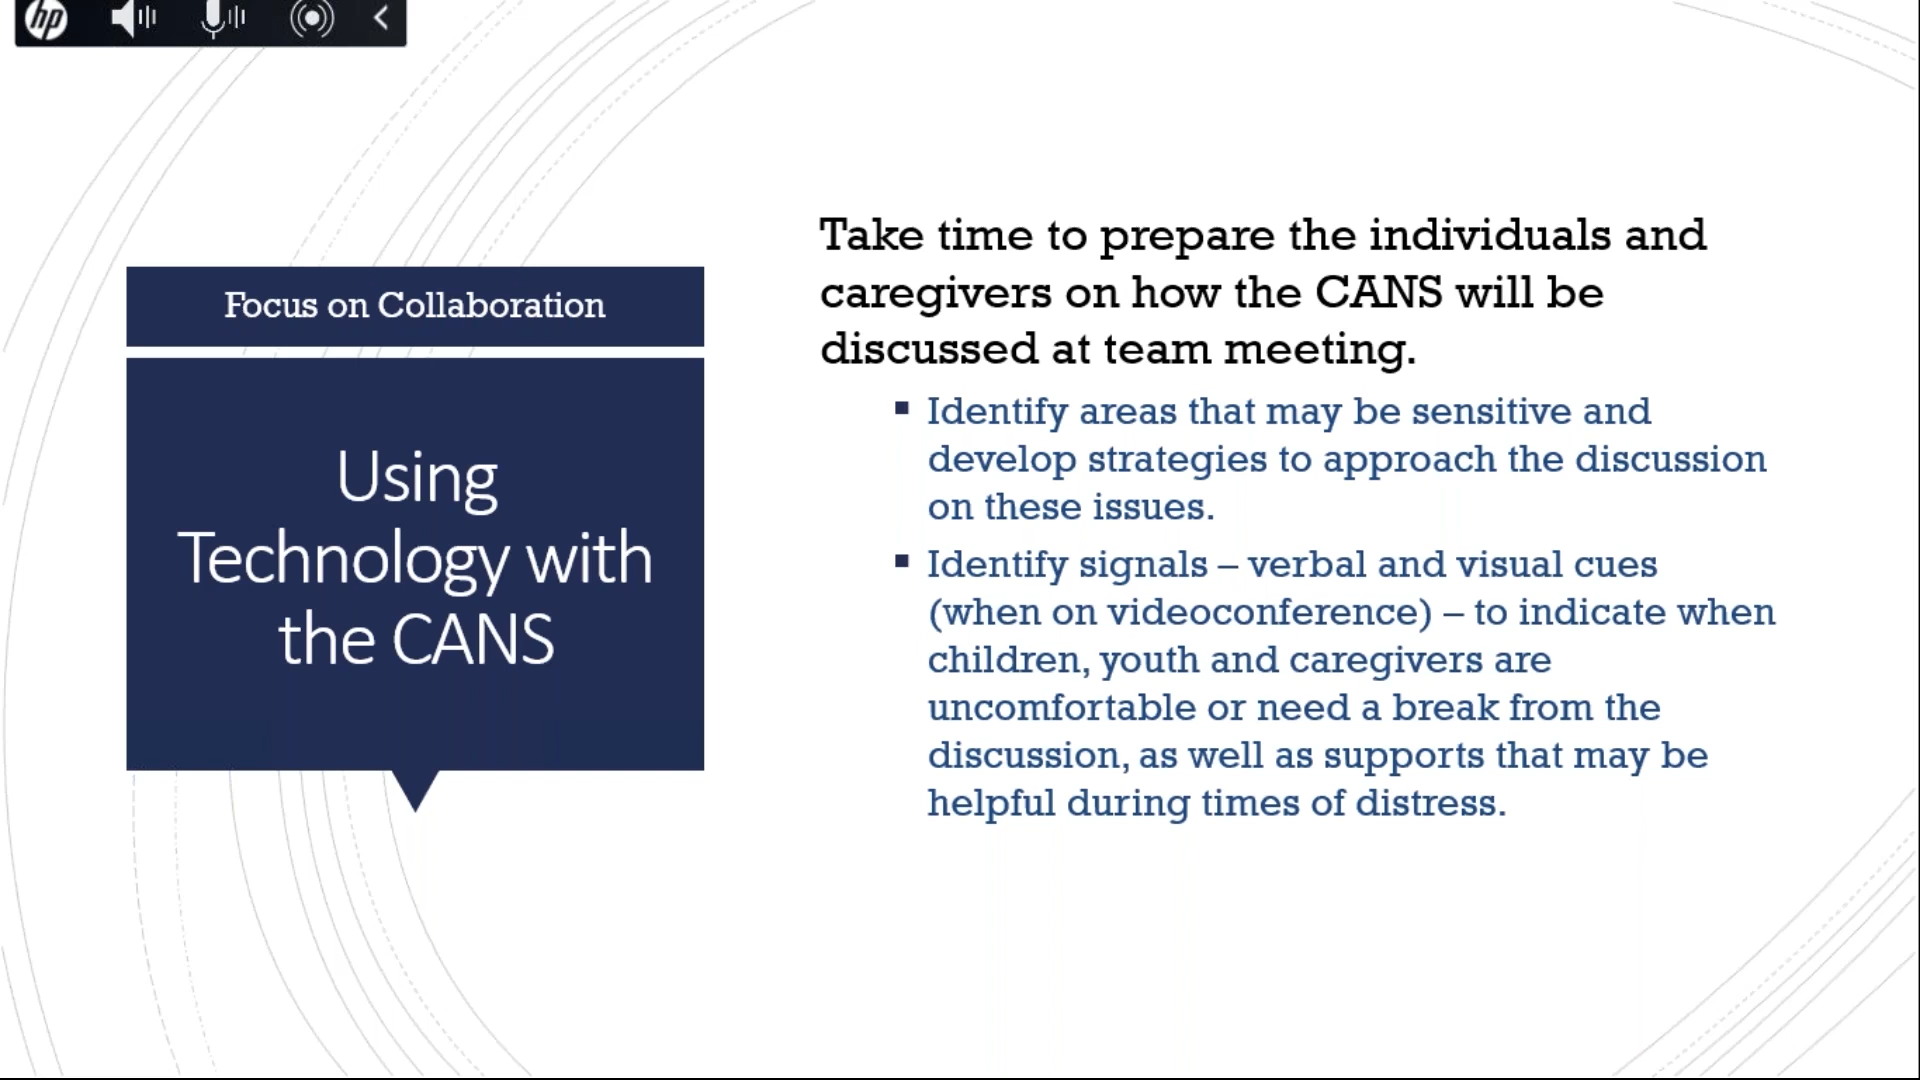 hp
Focus on Collaboration
Using
Technology with
the CANS
Take time to prepare the individuals and
caregivers on how the CANS will be
discussed at team meeting.
▪ Identify areas that may be sensitive and
develop strategies to approach the discussion
on these issues.
▪ Identify signals – verbal and visual cues
(when on videoconference) – to indicate when
children, youth and caregivers are
uncomfortable or need a break from the
discussion, as well as supports that may be
helpful during times of distress.